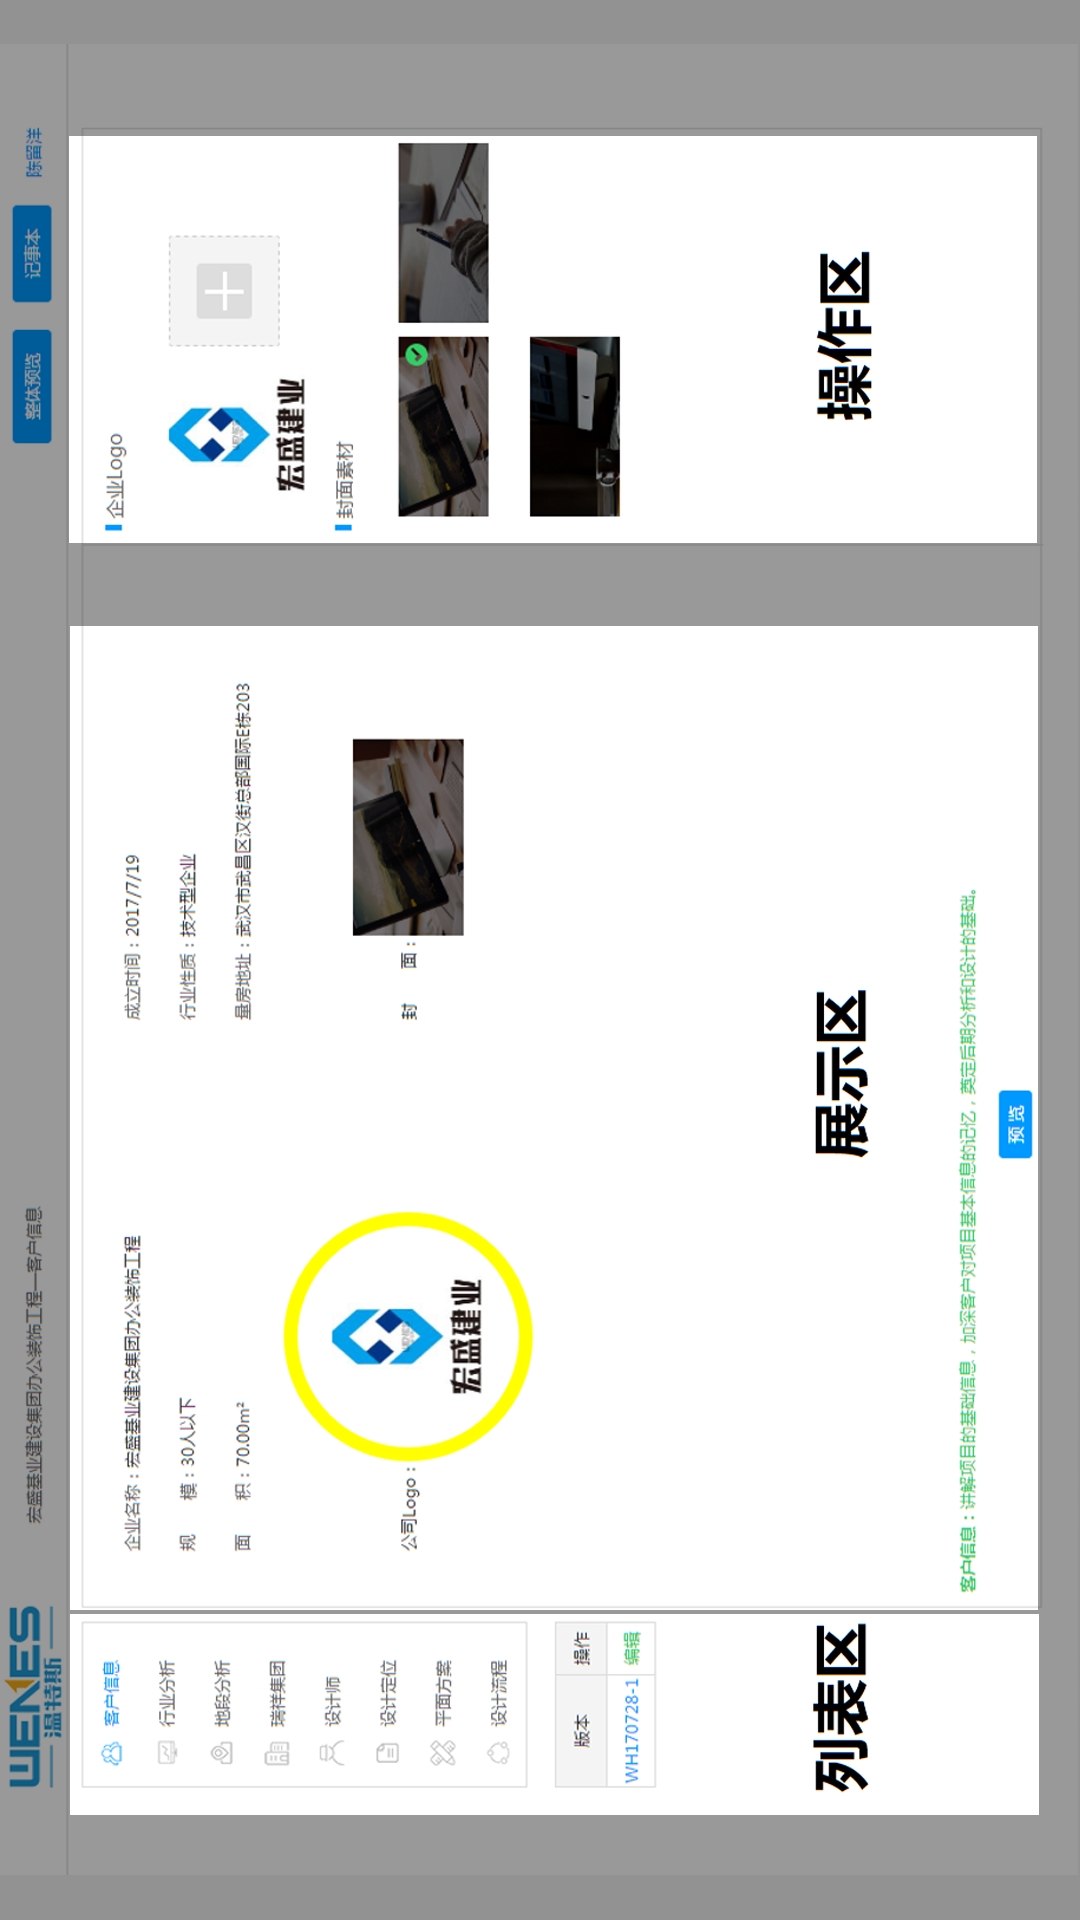 WENES
温特斯
宏盛基业建设集团办公装饰工程—客户信息
整体预览
记事本
陈留洋
客户信息
行业分析
地段分析
瑞祥集团
设计师
设计定位
平面方案
设计流程
版本 操作
WH170728-1 编辑
列表区
企业名称：宏盛基业建设集团办公装饰工程
成立时间：2017/7/19
规 模：30人以下
行业性质：技术型企业
面 积：70.00m²
量房地址：武汉市武昌区汉街总部国际E栋203
公司Logo：
宏盛建业
封 面：
展示区
客户信息：讲解项目的基础信息，加深客户对项目基本信息的记忆，奠定后期分析和设计的基础。
预览
企业Logo
宏盛建业
封面素材
操作区